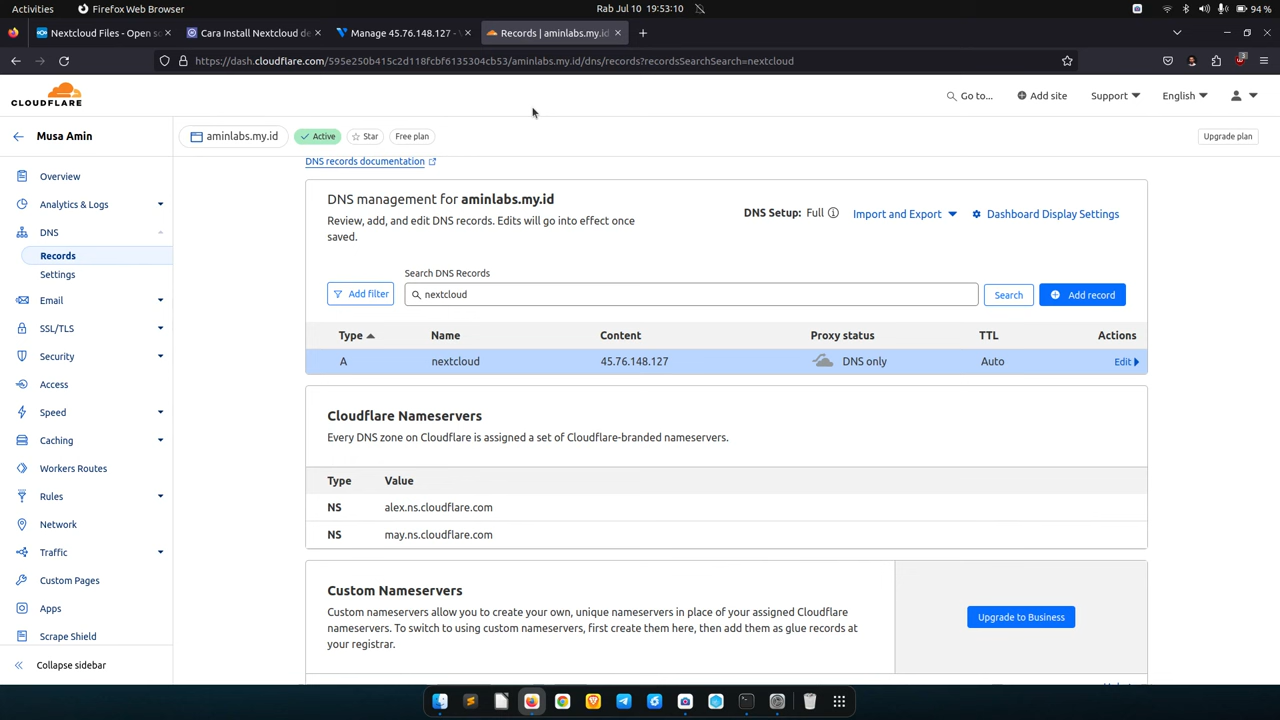 Activities Firefox Web Browser Rab Jul 10 19:53:10 94 %
Nextcloud Files - Open so Cara Install Nextcloud de Manage 45.76.148.127 - V Records | aminlabs.my.id
https://dash.cloudflare.com/595e250b415c2d118fcbf6135304cb53/aminlabs.my.id/dns/records?recordsSearchSearch=nextcloud
CLOUDFLARE Go to... Add site Support English
Musa Amin aminlabs.my.id Active Star Free plan Upgrade plan
Overview
Analytics & Logs
DNS
Records
Settings
Email
SSL/TLS
Security
Access
Speed
Caching
Workers Routes
Rules
Network
Traffic
Custom Pages
Apps
Scrape Shield
Collapse sidebar
DNS records documentation
DNS management for aminlabs.my.id
Review, add, and edit DNS records. Edits will go into effect once
saved.
DNS Setup: Full Import and Export Dashboard Display Settings
Search DNS Records
Add filter nextcloud Search Add record
Type Name Content Proxy status TTL Actions
A nextcloud 45.76.148.127 DNS only Auto Edit
Cloudflare Nameservers
Every DNS zone on Cloudflare is assigned a set of Cloudflare-branded nameservers.
Type Value
NS alex.ns.cloudflare.com
NS may.ns.cloudflare.com
Custom Nameservers
Custom nameservers allow you to create your own, unique nameservers in place of your assigned Cloudflare
nameservers. To switch to using custom nameservers, first create them here, then add them as glue records at
your registrar.
Upgrade to Business